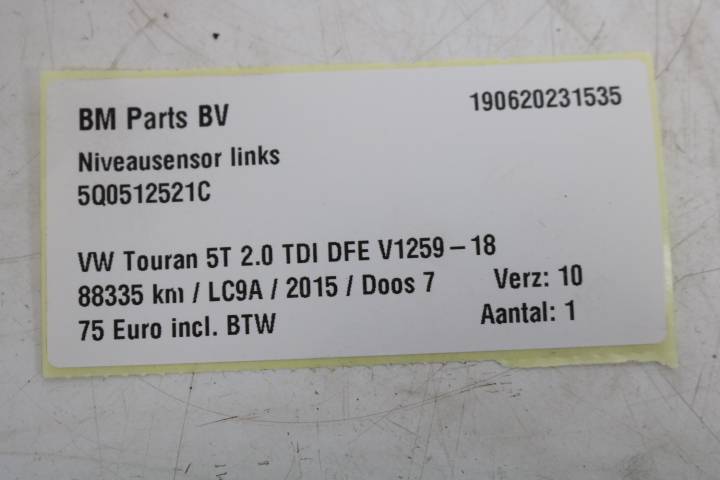 BM Parts BV 190620231535
Niveausensor links
5Q0512521C
VW Touran 5T 2.0 TDI DFE V1259-18
88335 km / LC9A / 2015 / Doos 7 Verz: 10
75 Euro incl. BTW Aantal: 1